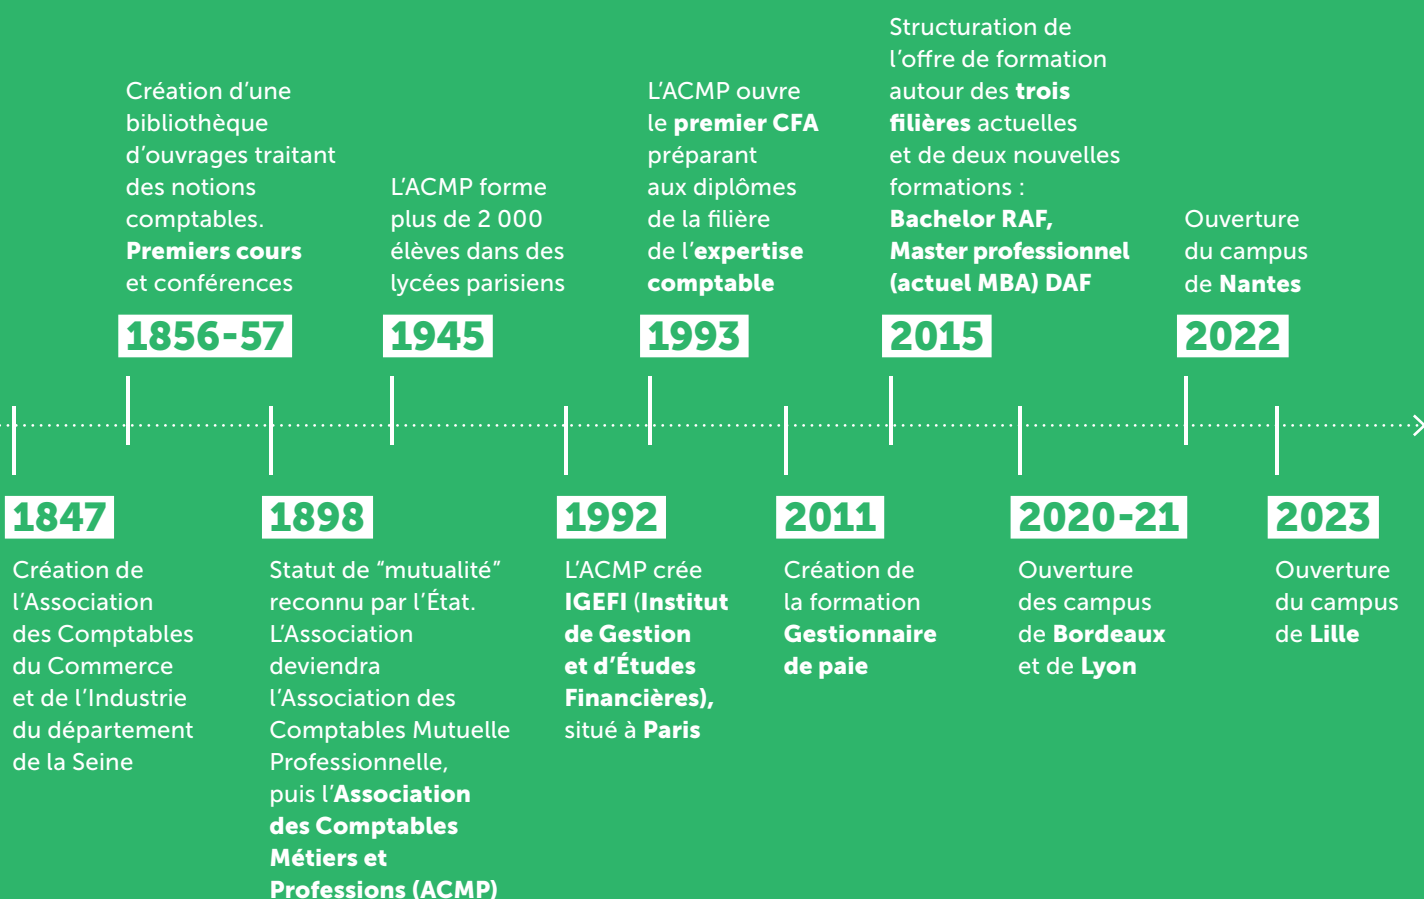 1847
Création de
l’Association
des Comptables
du Commerce
et de l’Industrie
du département
de la Seine
Création d’une
bibliothèque
d’ouvrages traitant
des notions
comptables.
Premiers cours
et conférences
1856-57
1898
Statut de “mutualité”
reconnu par l’État.
L’Association
deviendra
l’Association des
Comptables Mutuelle
Professionnelle,
puis l’Association
des Comptables
Métiers et
Professions (ACMP)
L’ACMP forme
plus de 2 000
élèves dans des
lycées parisiens
1945
1992
L’ACMP crée
IGEFI (Institut
de Gestion
et d’Études
Financières),
situé à Paris
L’ACMP ouvre
le premier CFA
préparant
aux diplômes
de la filière
de l’expertise
comptable
1993
2011
Création de
la formation
Gestionnaire
de paie
Structuration de
l’offre de formation
autour des trois
filières actuelles
et de deux nouvelles
formations :
Bachelor RAF,
Master professionnel
(actuel MBA) DAF
2015
2020-21
Ouverture
des campus
de Bordeaux
et de Lyon
Ouverture
du campus
de Nantes
2022
2023
Ouverture
du campus
de Lille